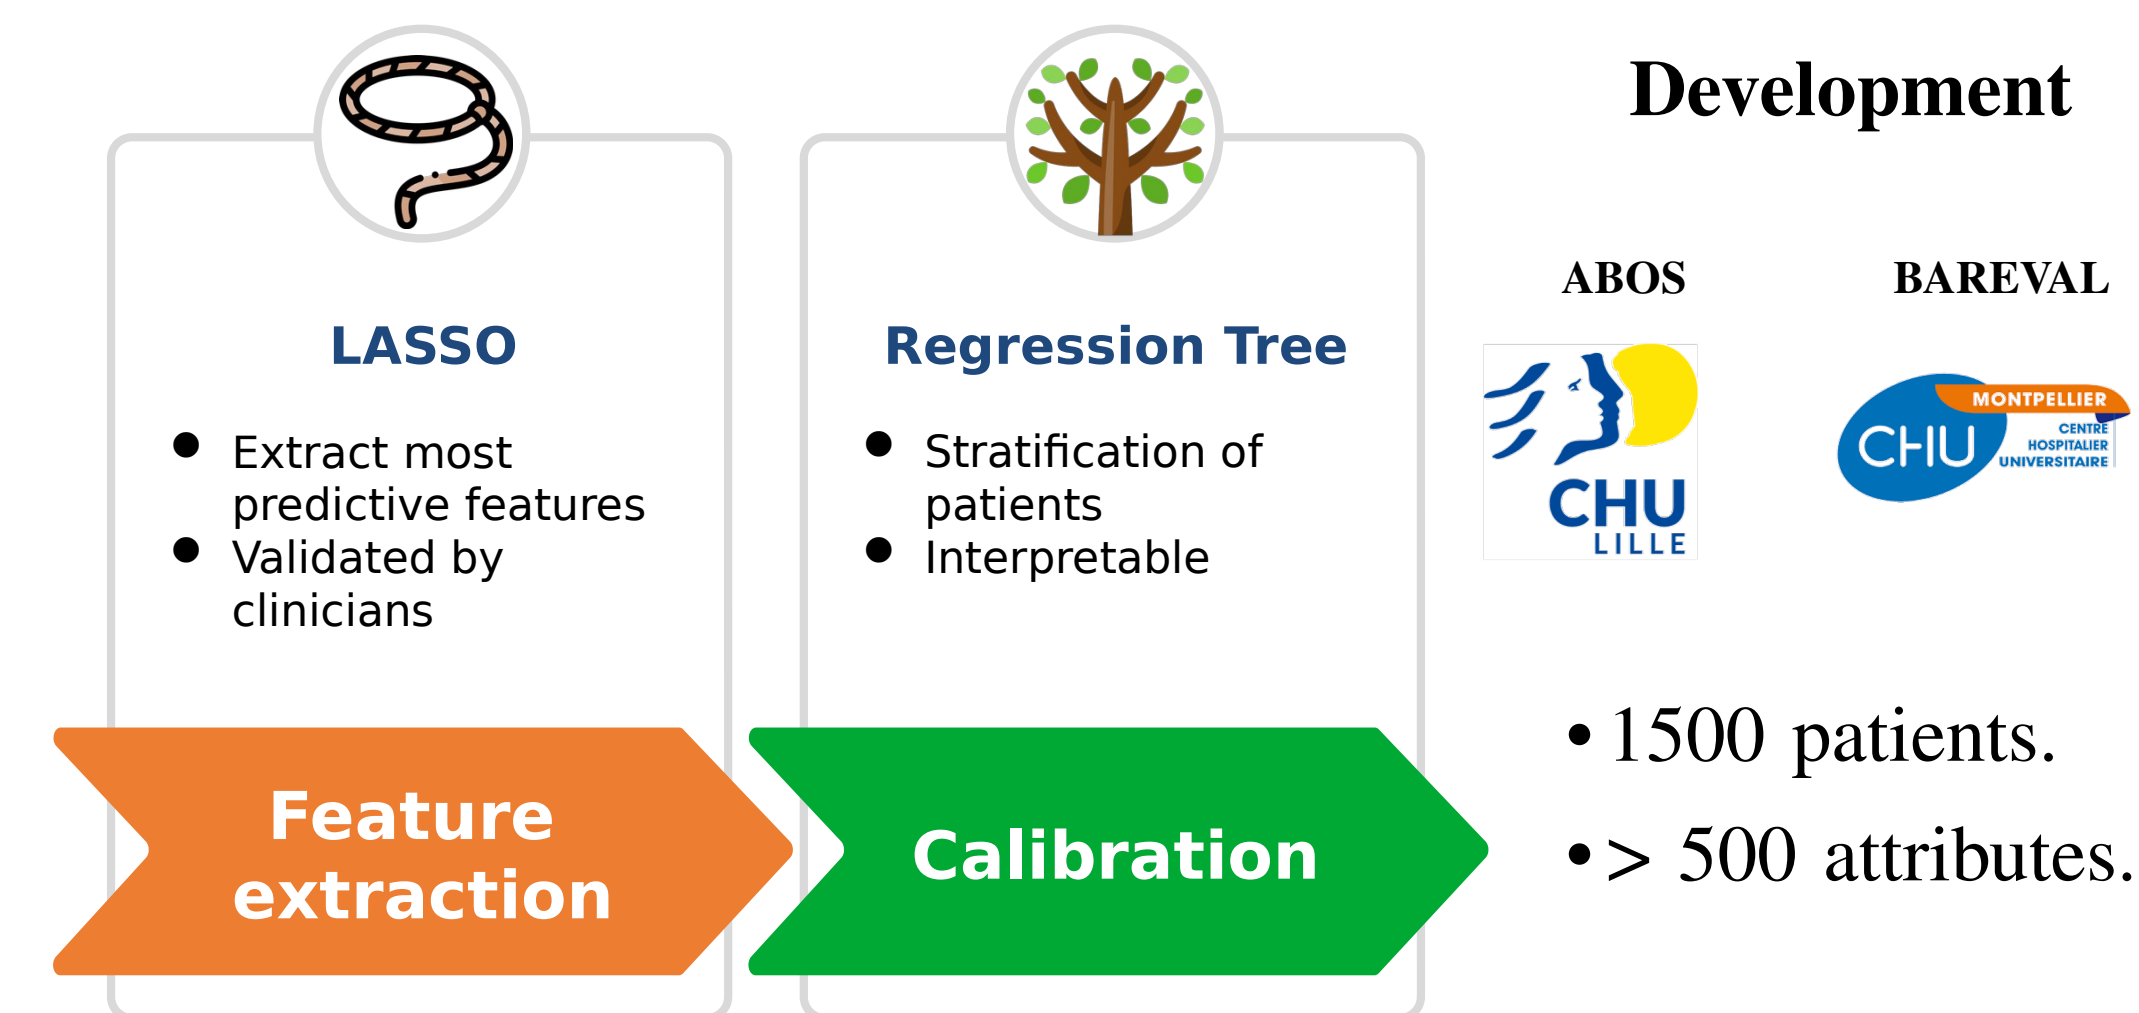 LASSO
• Extract most
predictive features
• Validated by
clinicians
Feature
extraction
Regression Tree
• Stratification of
patients
• Interpretable
Calibration
Development
ABOS
BAREVAL
CHU
LILLE
MONTPELLIER
CHU
CENTRE
HOSPITALIER
UNIVERSITAIRE
• 1500 patients.
• > 500 attributes.